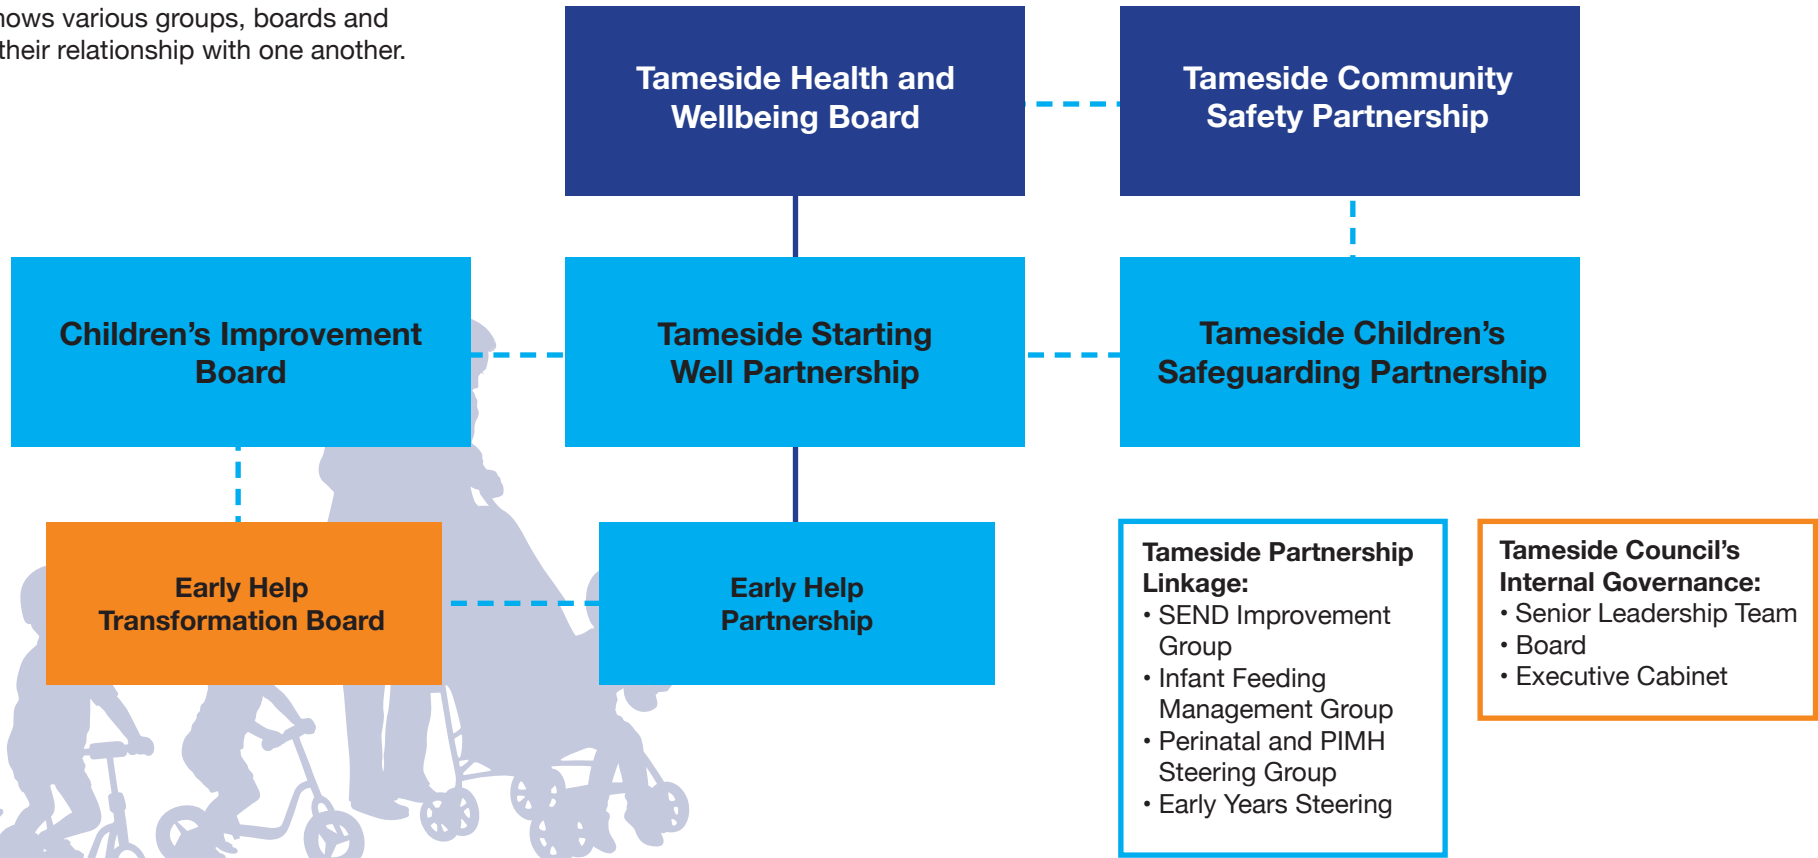 their relationship with one another.
various groups, boards and
Tameside Health and
Wellbeing Board
Tameside Community
Safety Partnership
Children’s Improvement
Board
Tameside Starting
Well Partnership
Tameside Children’s
Safeguarding Partnership
Early Help
Transformation Board
Early Help
Partnership
Tameside Partnership
Linkage:
• SEND Improvement
Group
• Infant Feeding
Management Group
• Perinatal and PIMH
Steering Group
• Early Years Steering
Tameside Council’s
Internal Governance:
• Senior Leadership Team
• Board
• Executive Cabinet